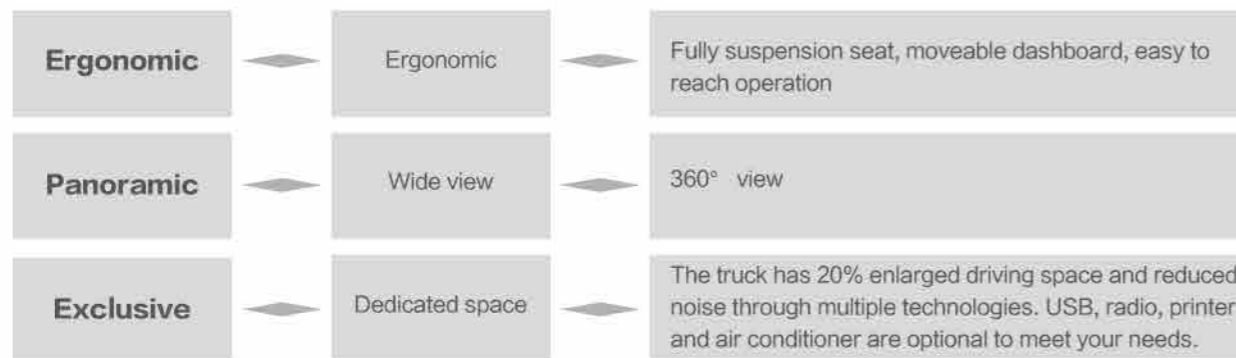 Ergonomic
Ergonomic
Fully suspension seat, moveable dashboard, easy to
reach operation
Panoramic
Wide view
360° view
Exclusive
Dedicated space
The truck has 20% enlarged driving space and reduced
noise through multiple technologies. USB, radio, printer
and air conditioner are optional to meet your needs.